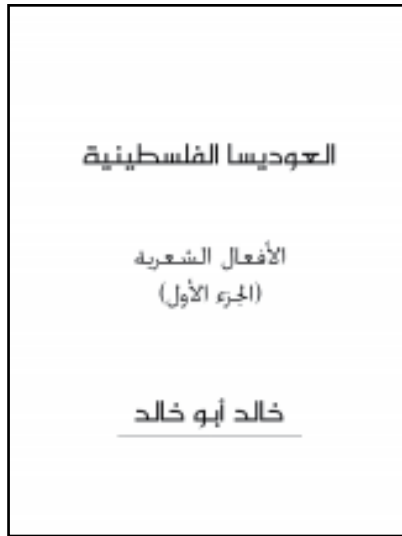 العوديسا الفلسطينية
الأفعال الشعرية
(الجزء الأول)
خالد أبو خالد